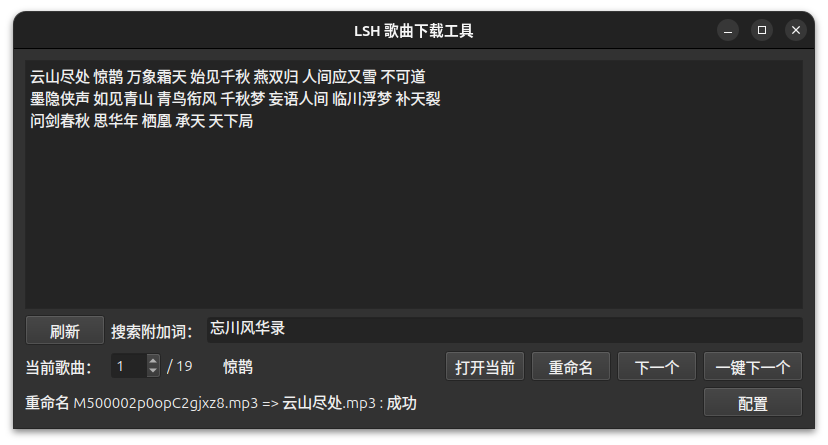 LSH 歌曲下载工具
云山尽处 惊鹊 万象霜天 始见千秋 燕双归 人间应又雪 不可道
墨隐侠声 如见青山 青鸟衔风 千秋梦 妄语人间 临川浮梦 补天裂
问剑春秋 思华年 栖凰 承天 天下局
刷新 搜索附加词： 忘川风华录
当前歌曲： 1 / 19 惊鹊 打开当前 重命名 下一个 一键下一个
重命名 M500002p0opC2gjxz8.mp3 => 云山尽处.mp3 : 成功 配置